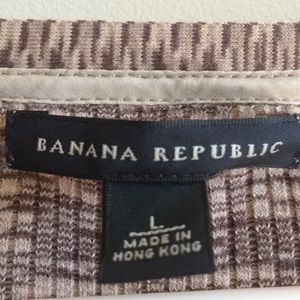 BANANA REPUBLIC
L
MADE IN
HONG KONG